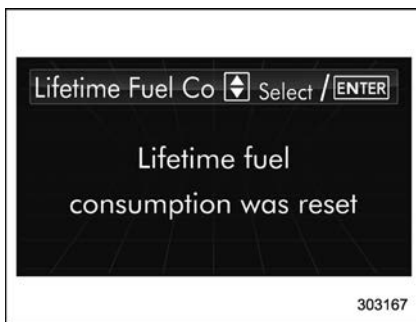 Lifetime Fuel Co Select / ENTER
Lifetime fuel
consumption was reset
303167